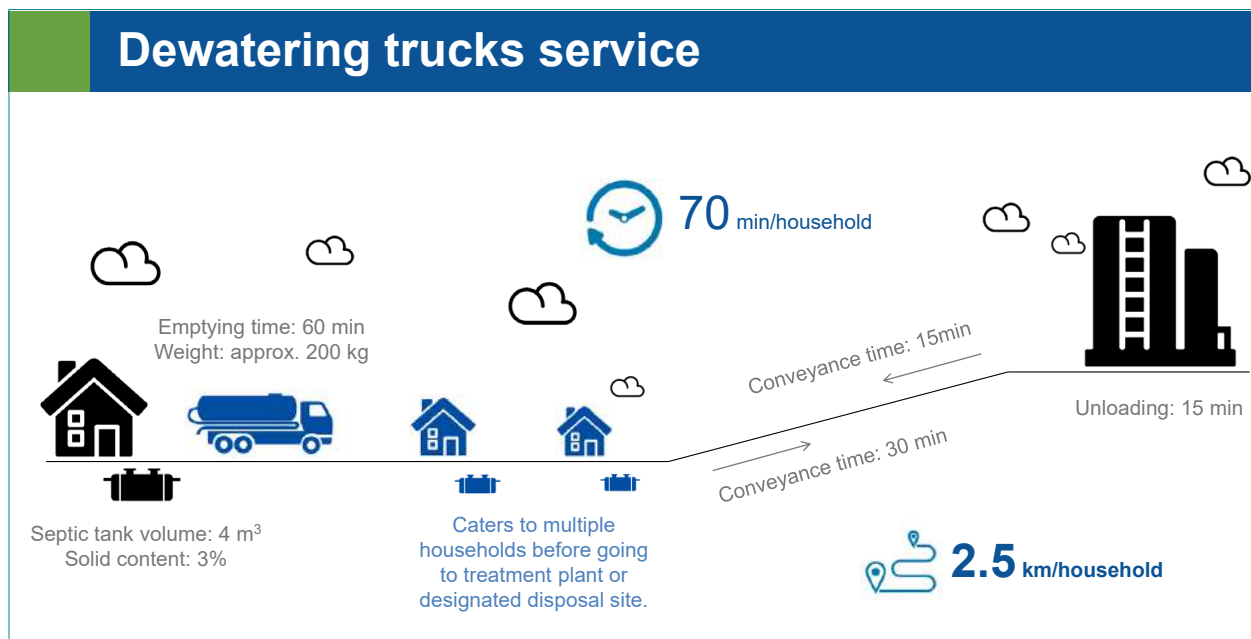 Dewatering trucks service
70 min/household
Emptying time: 60 min
Weight: approx. 200 kg
Conveyance time: 15min
Unloading: 15 min
Conveyance time: 30 min
Septic tank volume: 4 m³
Solid content: 3%
Caters to multiple
households before going
to treatment plant or
designated disposal site.
2.5 km/household